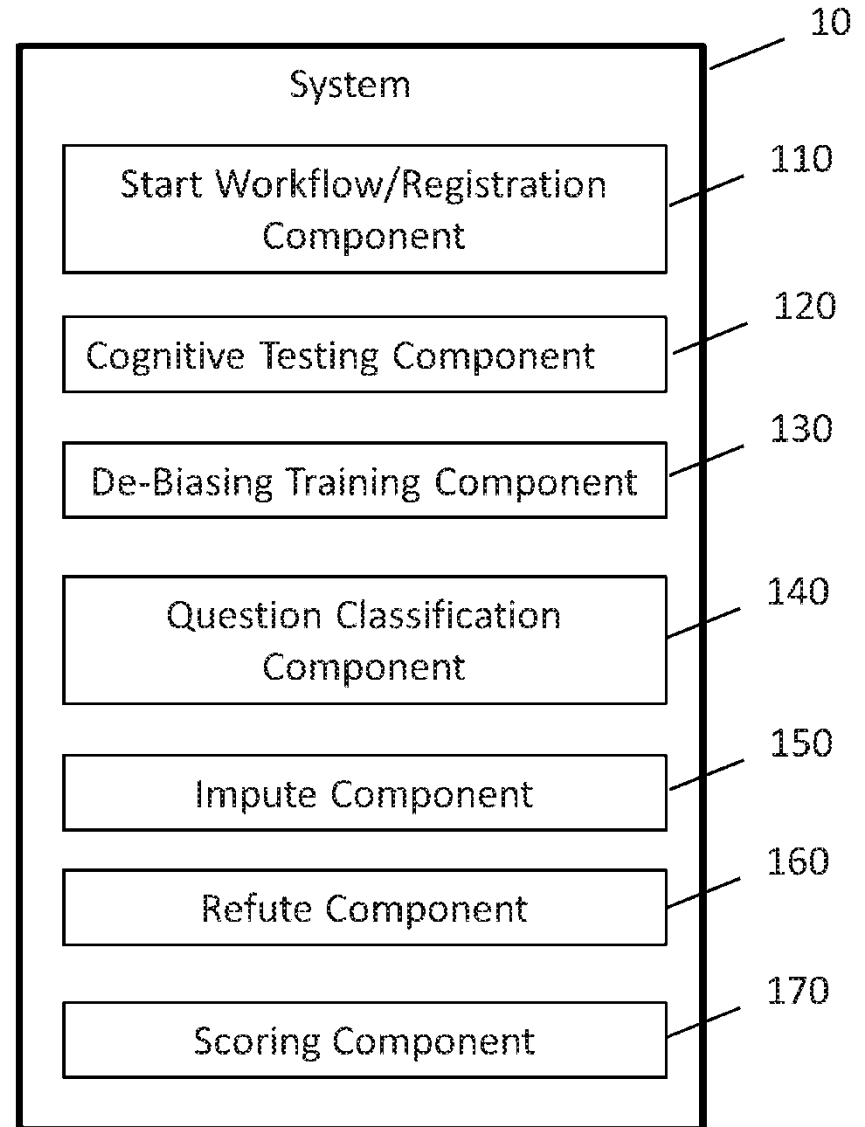 10
System
110
Start Workflow/Registration
Component
120
Cognitive Testing Component
130
De-Biasing Training Component
140
Question Classification
Component
150
Impute Component
160
Refute Component
170
Scoring Component